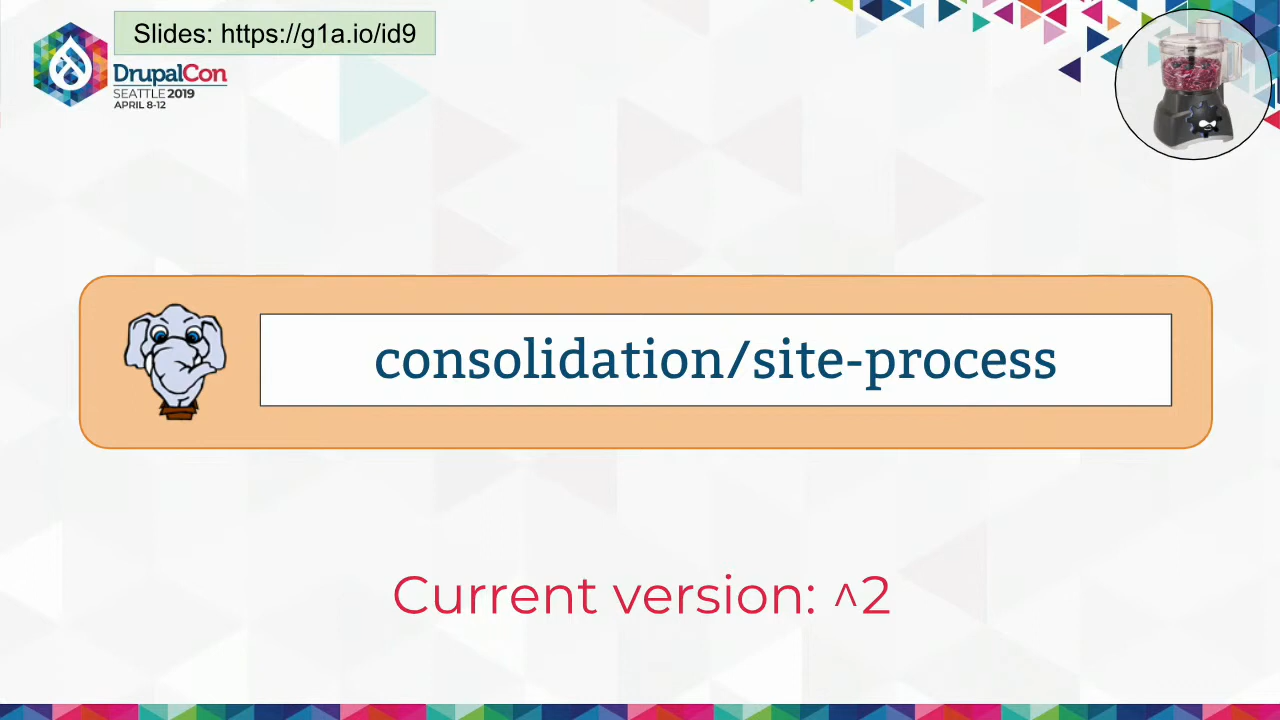 Slides: https://g1a.io/id9
DrupalCon
SEATTLE 2019
APRIL 8-12
consolidation/site-process
Current version: ^2